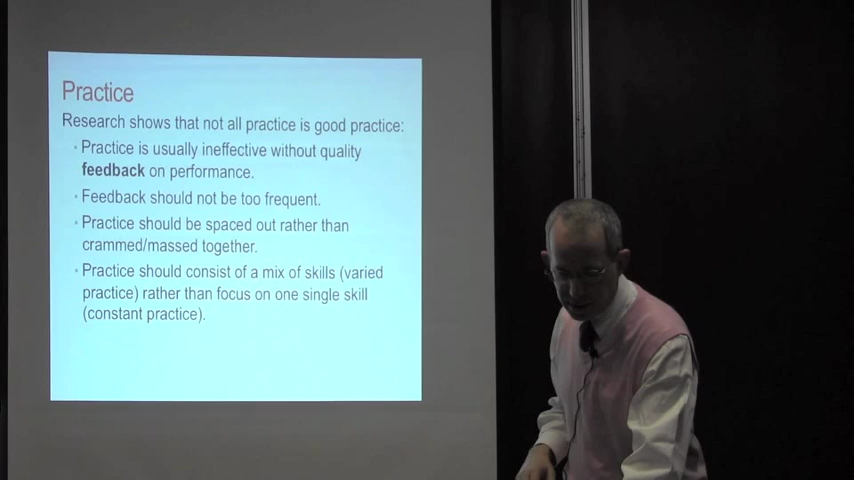 Practice
Research shows that not all practice is good practice:
· Practice is usually ineffective without quality
feedback on performance.
· Feedback should not be too frequent.
· Practice should be spaced out rather than
crammed/massed together.
· Practice should consist of a mix of skills (varied
practice) rather than focus on one single skill
(constant practice).